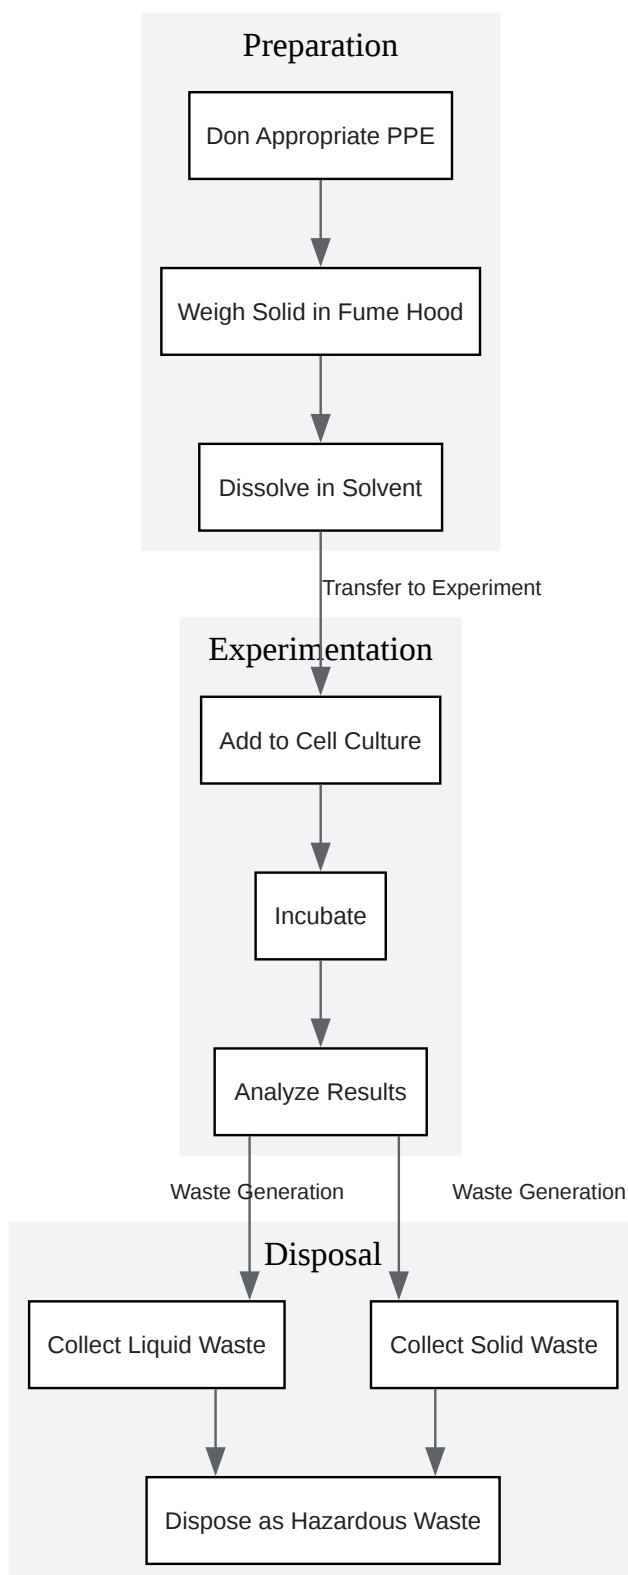 Preparation
Don Appropriate PPE
Weigh Solid in Fume Hood
Dissolve in Solvent
Transfer to Experiment
Experimentation
Add to Cell Culture
Incubate
Analyze Results
Waste Generation
Waste Generation
Disposal
Collect Liquid Waste
Collect Solid Waste
Dispose as Hazardous Waste